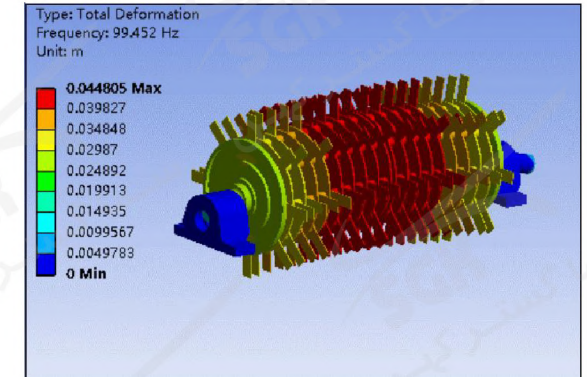 Type: Total Deformation
Frequency: 99.452 Hz
Unit: m
0.044805 Max
0.039827
0.034848
0.02987
0.024892
0.019913
0.014935
0.0099567
0.0049783
0 Min
SGN